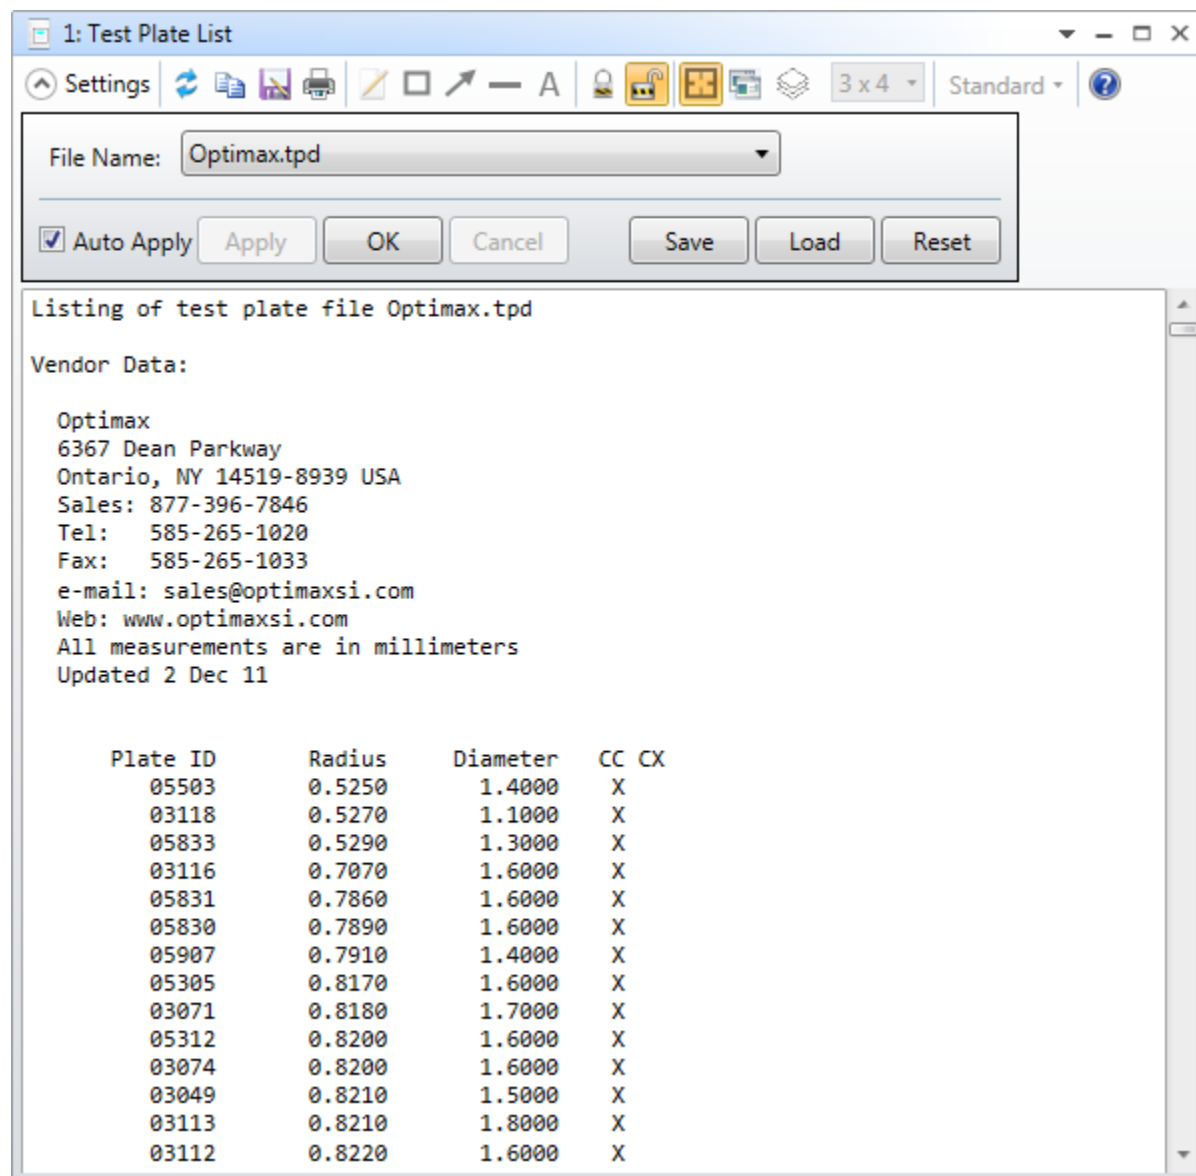 1: Test Plate List
Settings A 3 x 4 Standard ?
File Name: Optimax.tpd
Auto Apply Apply OK Cancel Save Load Reset
Listing of test plate file Optimax.tpd
Vendor Data:
Optimax
6367 Dean Parkway
Ontario, NY 14519-8939 USA
Sales: 877-396-7846
Tel: 585-265-1020
Fax: 585-265-1033
e-mail: sales@optimaxsi.com
Web: www.optimaxsi.com
All measurements are in millimeters
Updated 2 Dec 11
Plate ID Radius Diameter CC CX
05503 0.5250 1.4000 X
03118 0.5270 1.1000 X
05833 0.5290 1.3000 X
03116 0.7070 1.6000 X
05831 0.7860 1.6000 X
05830 0.7890 1.6000 X
05907 0.7910 1.4000 X
05305 0.8170 1.6000 X
03071 0.8180 1.7000 X
05312 0.8200 1.6000 X
03074 0.8200 1.6000 X
03049 0.8210 1.5000 X
03113 0.8210 1.8000 X
03112 0.8220 1.6000 X